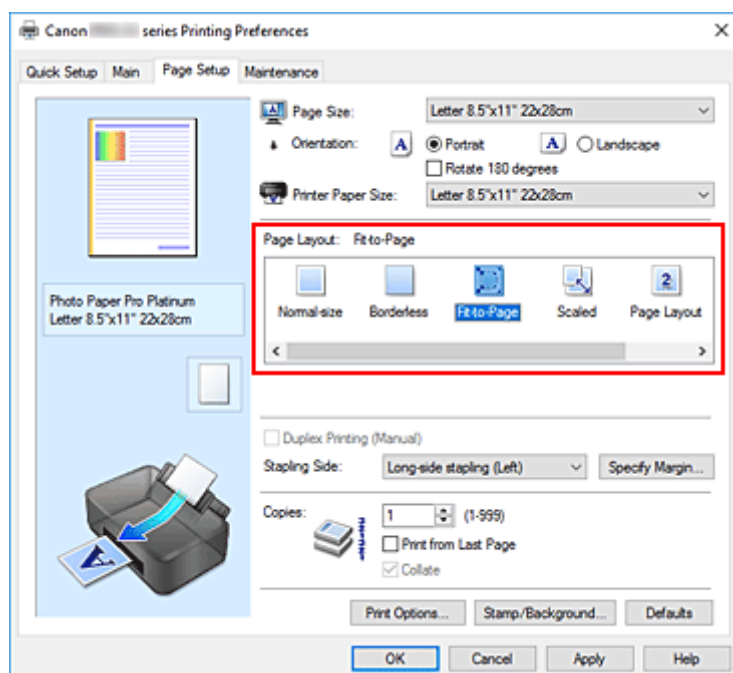 Canon series Printing Preferences
Quick Setup Main Page Setup Maintenance
Page Size: Letter 8.5"x11" 22x28cm
Orientation: A Portrait A Landscape
Rotate 180 degrees
Printer Paper Size: Letter 8.5"x11" 22x28cm
Page Layout: Fit-to-Page
2
Normal-size Borderless Fit-to-Page Scaled Page Layout
Photo Paper Pro Platinum
Letter 8.5"x11" 22x28cm
Duplex Printing (Manual)
Stapling Side: Long-side stapling (Left) Specify Margin...
Copies: 1 (1-999)
Print from Last Page
Collate
A
Print Options... Stamp/Background... Defaults
OK Cancel Apply Help